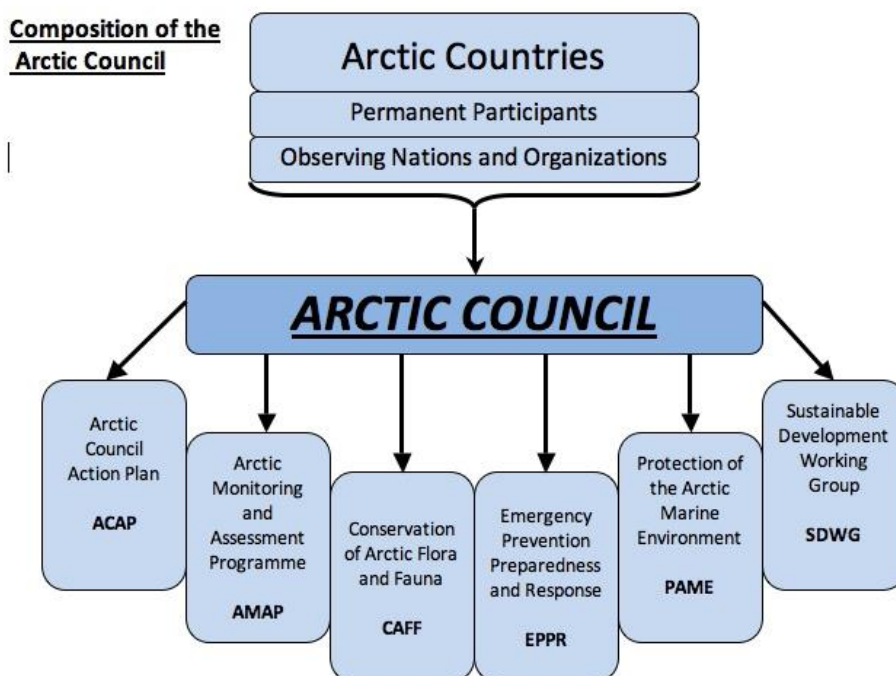 Composition of the
Arctic Council
Arctic Countries
Permanent Participants
Observing Nations and Organizations
ARCTIC COUNCIL
Arctic
Council
Action Plan
ACAP
Arctic
Monitoring
and
Assessment
Programme
AMAP
Conservation
of Arctic Flora
and Fauna
CAFF
Emergency
Prevention
Preparedness
and Response
EPPR
Protection of
the Arctic
Marine
Environment
PAME
Sustainable
Development
Working
Group
SDWG